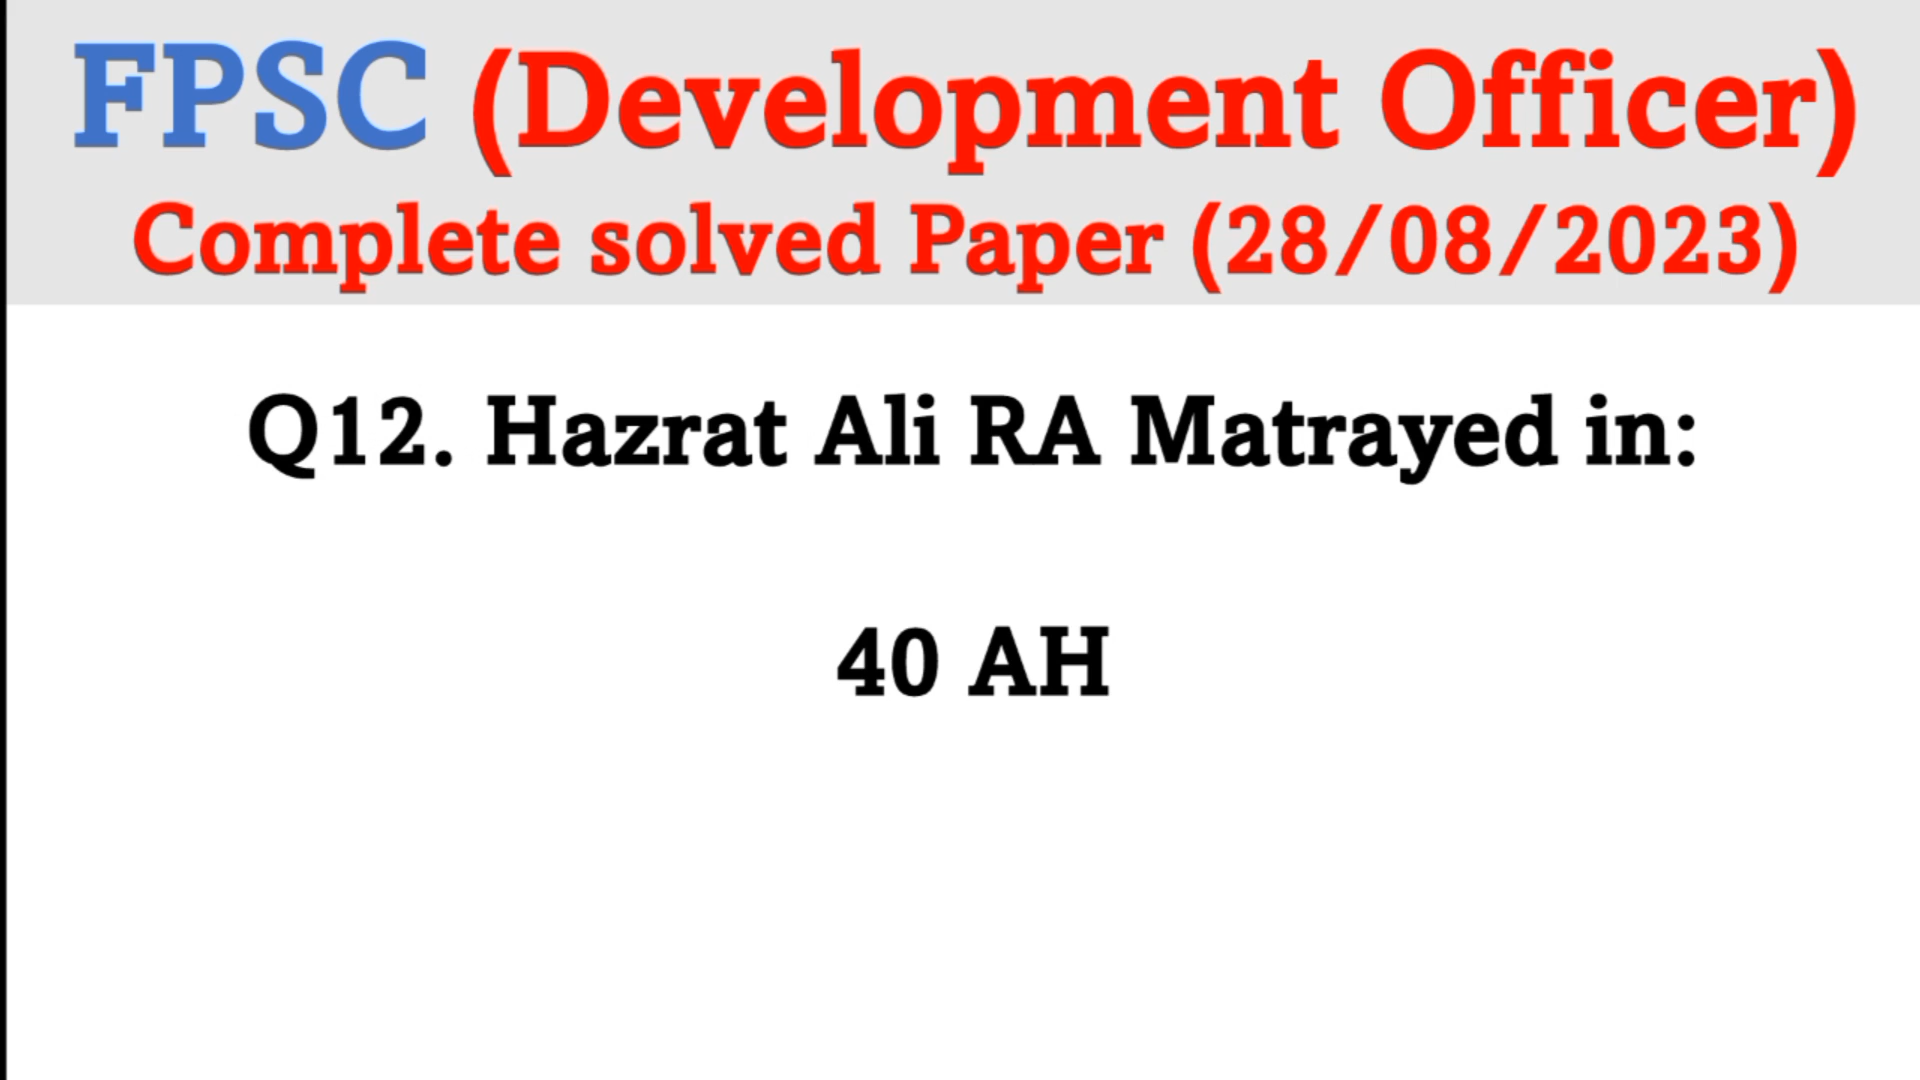 FPSC (Development Officer)
Complete solved Paper (28/08/2023)
Q12. Hazrat Ali RA Matrayed in:
40 AH